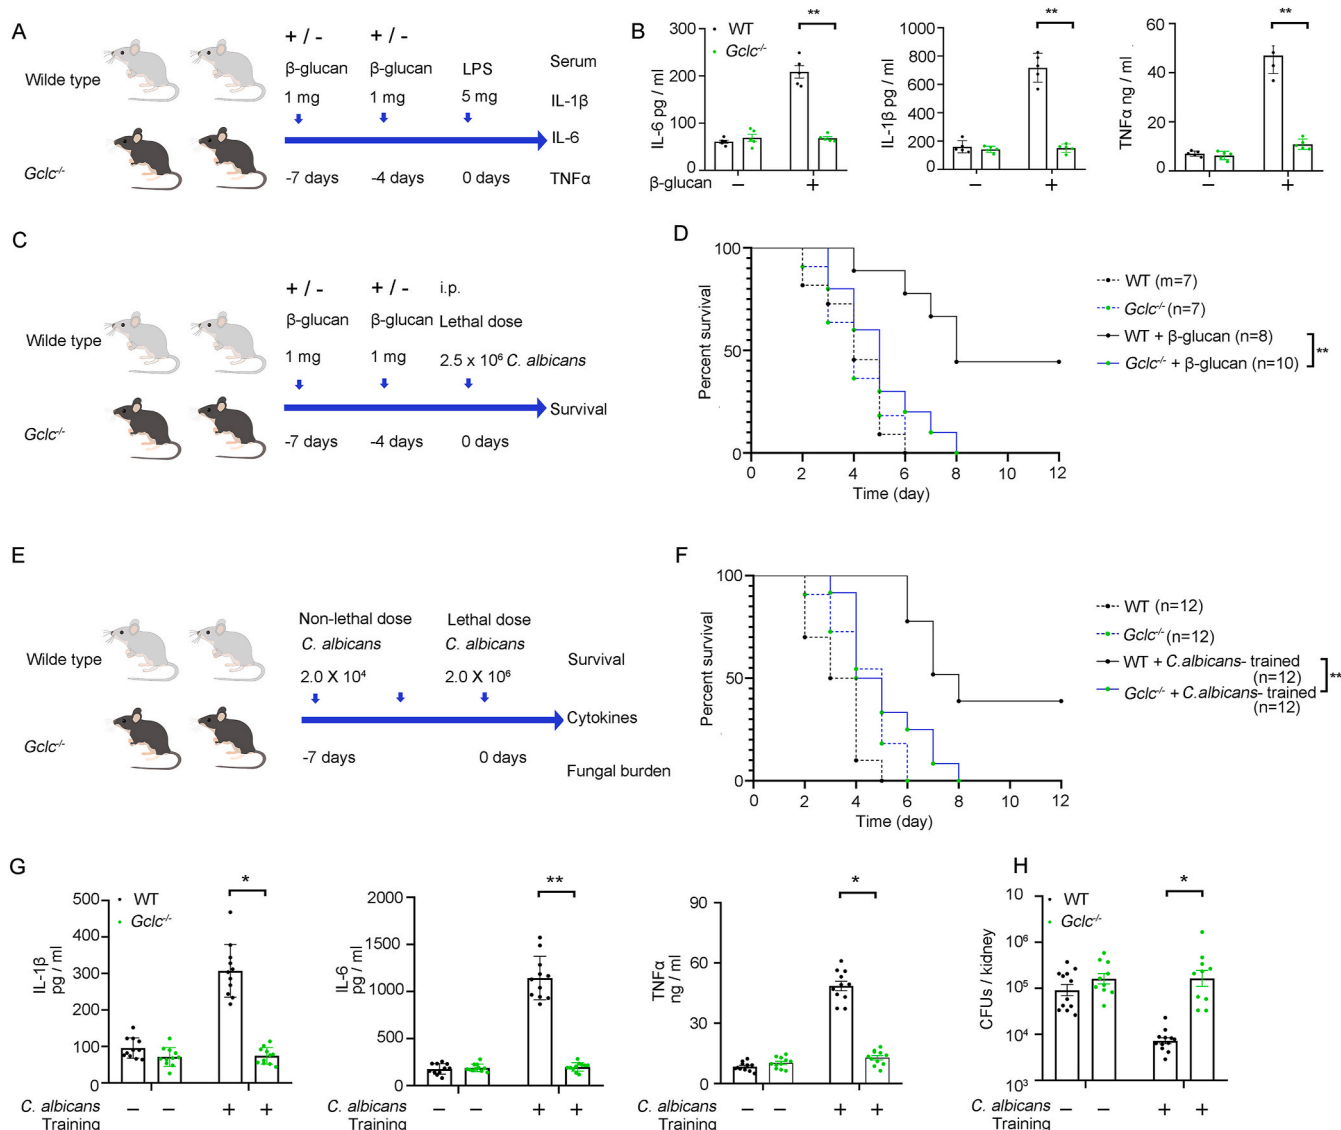 A
Wilde type
Gclc-/-
+ / -
β-glucan
1 mg
+ / -
β-glucan
1 mg
LPS
5 mg
-7 days
-4 days
0 days
Serum
IL-1β
IL-6
TNFα
B
WT
Gclc-/-
IL-6 pg / ml
300
200
100
0
**
β-glucan
−
+
IL-1β pg / ml
1000
800
600
400
200
0
**
−
+
TNFα ng / ml
60
40
20
0
**
−
+
C
Wilde type
Gclc-/-
+ / -
β-glucan
1 mg
+ / -
β-glucan
1 mg
i.p.
Lethal dose
2.5 x 10⁶ C. albicans
-7 days
-4 days
0 days
Survival
D
Percent survival
100
50
0
0 2 4 6 8 10 12
Time (day)
WT (m=7)
Gclc-/- (n=7)
WT + β-glucan (n=8)
Gclc-/- + β-glucan (n=10)
**
E
Wilde type
Gclc-/-
Non-lethal dose
C. albicans
2.0 X 10⁴
Lethal dose
C. albicans
2.0 X 10⁶
-7 days
0 days
Survival
Cytokines
Fungal burden
F
Percent survival
100
50
0
0 2 4 6 8 10 12
Time (day)
WT (n=12)
Gclc-/- (n=12)
WT + C.albicans- trained
(n=12)
Gclc-/- + C.albicans- trained
(n=12)
**
G
WT
Gclc-/-
IL-1β
pg / ml
500
400
300
200
100
0
*
C. albicans
Training
− − + +
IL-6
pg / ml
2000
1500
1000
500
0
**
− − + +
TNFα
ng / ml
90
60
30
0
*
C. albicans
Training
− − + +
H
WT
Gclc-/-
CFUs / kidney
10
10⁶
10⁵
10⁴
10³
*
C. albicans
Training
− − + +